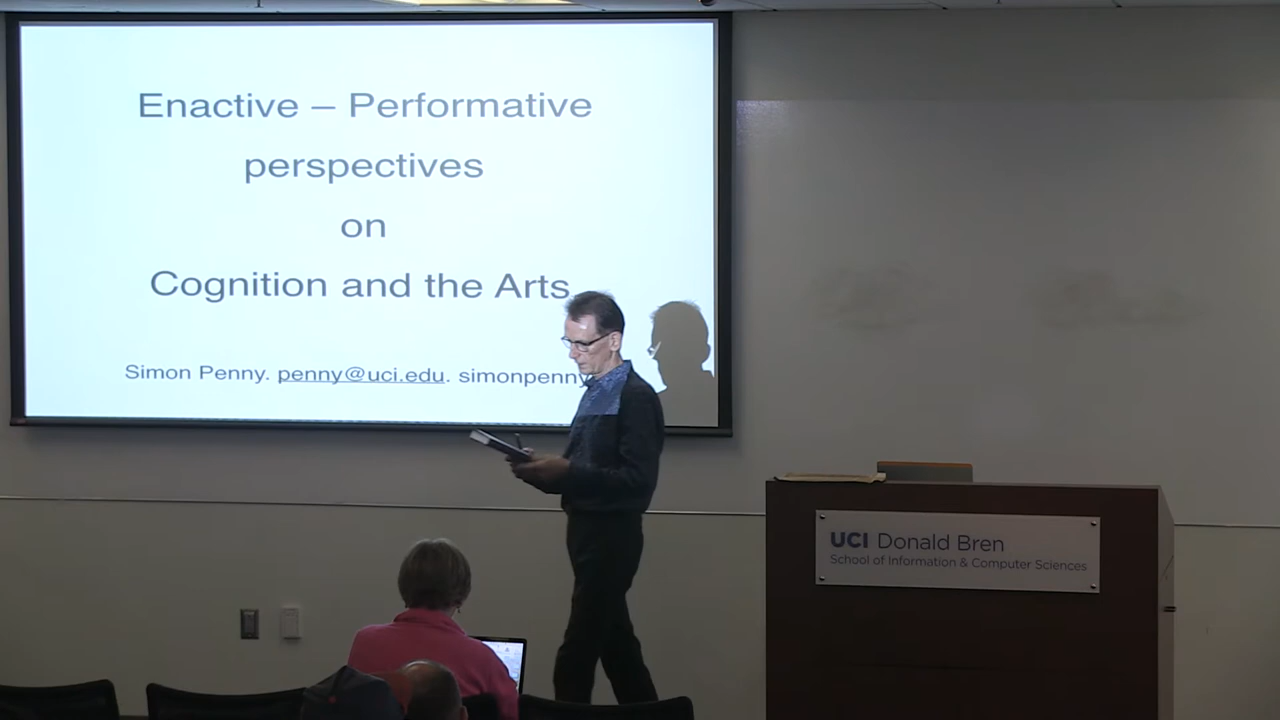 Enactive – Performative
perspectives
on
Cognition and the Arts
Simon Penny. penny@uci.edu. simonpenny
UCI Donald Bren
School of Information & Computer Sciences